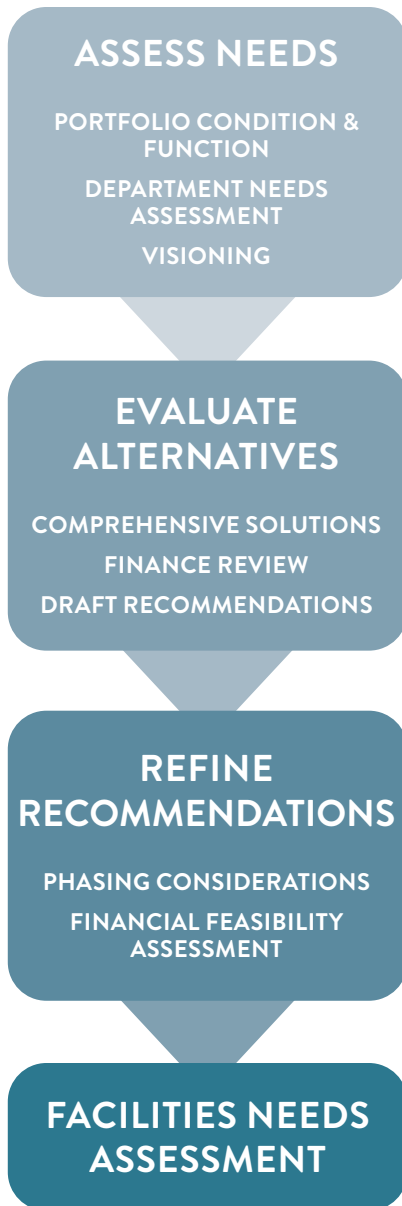 ASSESS NEEDS
PORTFOLIO CONDITION &
FUNCTION
DEPARTMENT NEEDS
ASSESSMENT
VISIONING
EVALUATE
ALTERNATIVES
COMPREHENSIVE SOLUTIONS
FINANCE REVIEW
DRAFT RECOMMENDATIONS
REFINE
RECOMMENDATIONS
PHASING CONSIDERATIONS
FINANCIAL FEASIBILITY
ASSESSMENT
FACILITIES NEEDS
ASSESSMENT